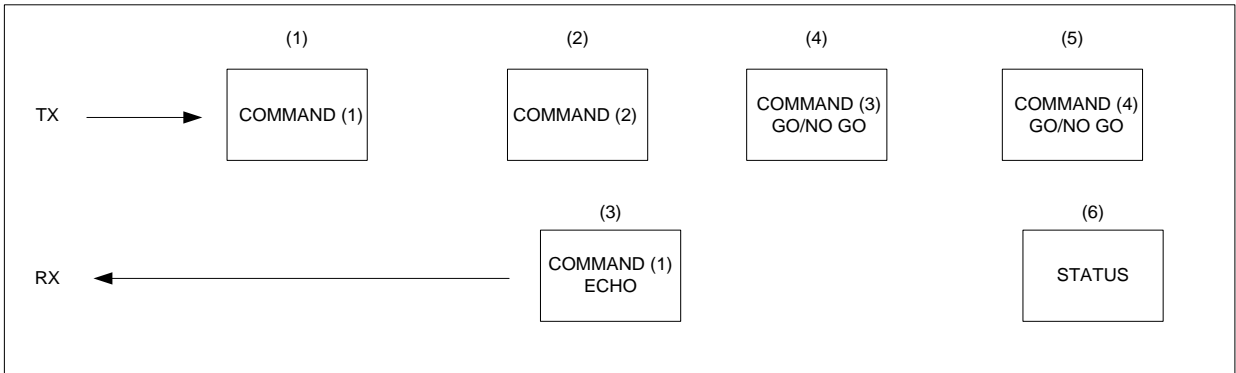 (1)
(2)
(4)
(5)
TX
COMMAND (1)
COMMAND (2)
COMMAND (3)
GO/NO GO
COMMAND (4)
GO/NO GO
(3)
(6)
RX
COMMAND (1)
ECHO
STATUS